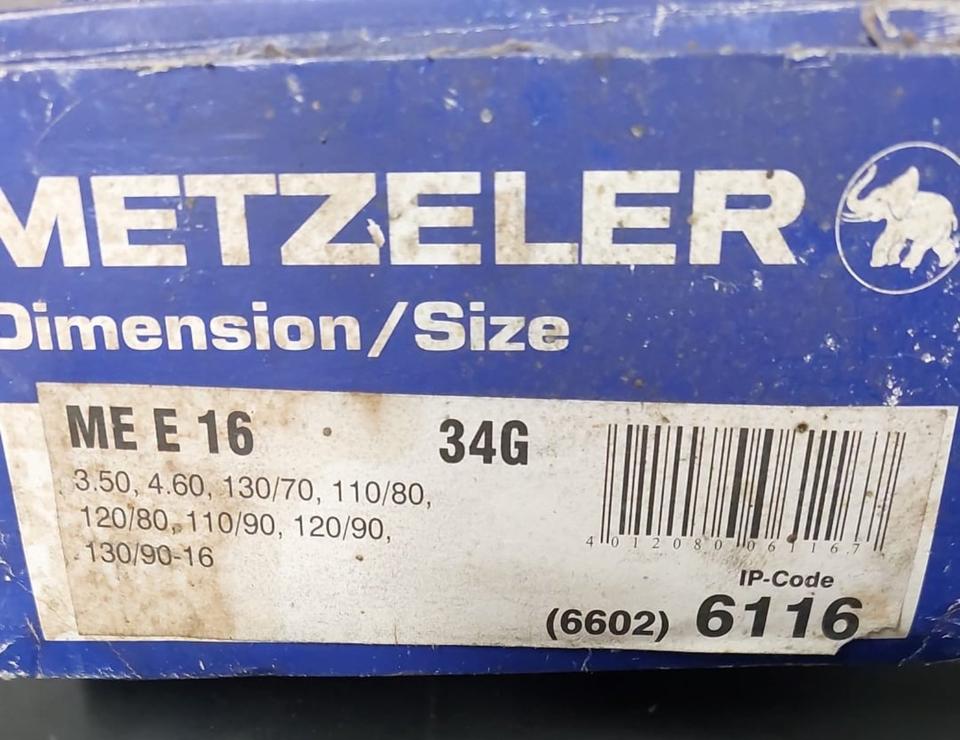 METZELER
Dimension/Size
ME E 16 34G
3.50, 4.60, 130/70, 110/80,
120/80, 110/90, 120/90,
130/90-16
4 012080 061167
IP-Code
(6602) 6116